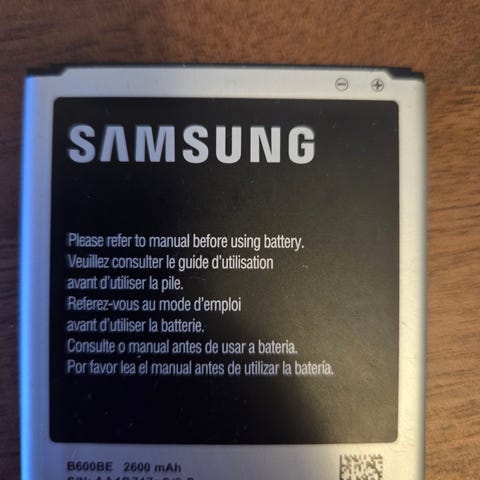 SAMSUNG
Please refer to manual before using battery.
Veuillez consulter le guide d'utilisation
avant d'utiliser la pile.
Referez-vous au mode d'emploi
avant d'utiliser la batterie.
Consulte o manual antes de usar a bateria.
Por favor lea el manual antes de utilizar la batería.
B600BE 2600 mAh
S/N: